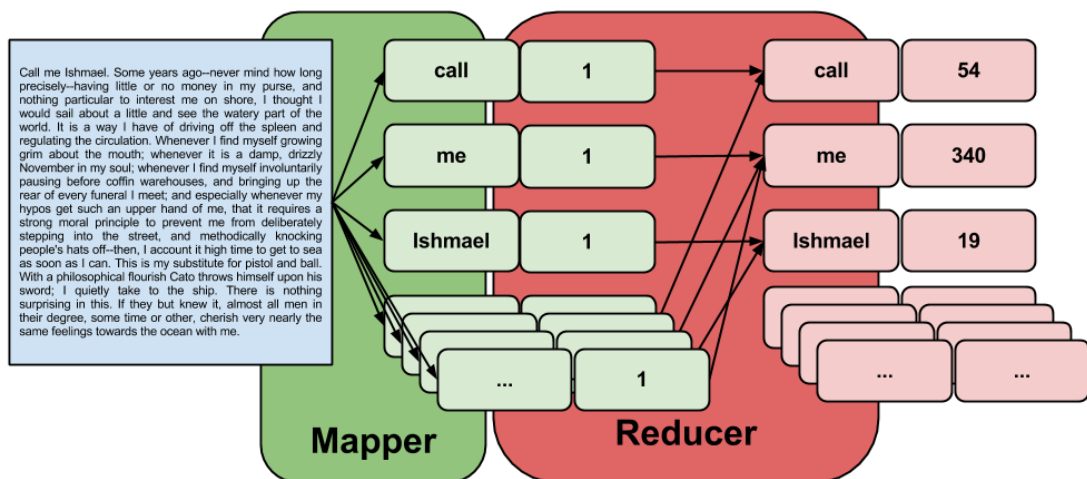 Call me Ishmael. Some years ago--never mind how long
precisely--having little or no money in my purse, and
nothing particular to interest me on shore, I thought I
would sail about a little and see the watery part of the
world. It is a way I have of driving off the spleen and
regulating the circulation. Whenever I find myself growing
grim about the mouth; whenever it is a damp, drizzly
November in my soul; whenever I find myself involuntarily
pausing before coffin warehouses, and bringing up the
rear of every funeral I meet; and especially whenever my
hypos get such an upper hand of me, that it requires a
strong moral principle to prevent me from deliberately
stepping into the street, and methodically knocking
people's hats off--then, I account it high time to get to sea
as soon as I can. This is my substitute for pistol and ball.
With a philosophical flourish Cato throws himself upon his
sword; I quietly take to the ship. There is nothing
surprising in this. If they but knew it, almost all men in
their degree, some time or other, cherish very nearly the
same feelings towards the ocean with me.
call 1 call 54
me 1 me 340
Ishmael 1 Ishmael 19
... 1 ... ...
Mapper Reducer